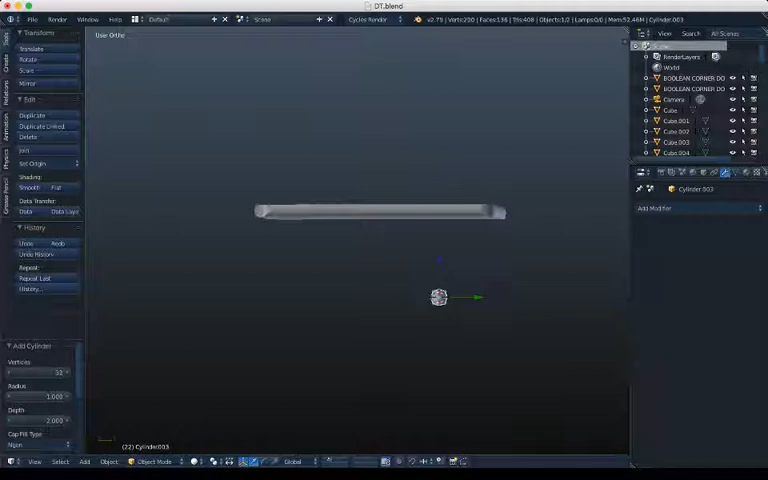 DT.blend
File Render Window Help Default Scene Cycles Render v2.79 | Verts:210 | Faces:136 | Tris:408 | Objects:1/2 | Lamps:0/0 | Mem:52.46M | Cylinder.003
Transform
Translate
Rotate
Scale
Mirror
Edit
Duplicate
Duplicate Linked
Delete
Join
Set Origin
Shading:
Smooth Flat
Data Transfer:
Data Data Layo
History
Undo Redo
Undo History
Repeat:
Repeat Last
History...
Tools
Create
Relations
Animation
Physics
Grease Pencil
Add Cylinder
Vertices
32
Radius
1.000
Depth
2.000
Cap Fill Type
Ngon
User Ortho
(22) Cylinder.003
View Select Add Object Object Mode Global
View Search All Scenes
Scene
RenderLayers
World
BOOLEAN CORNER DO
BOOLEAN CORNER DO
Camera
Cube
Cube.001
Cube.002
Cube.003
Cube.004
Cylinder.003
Add Modifier